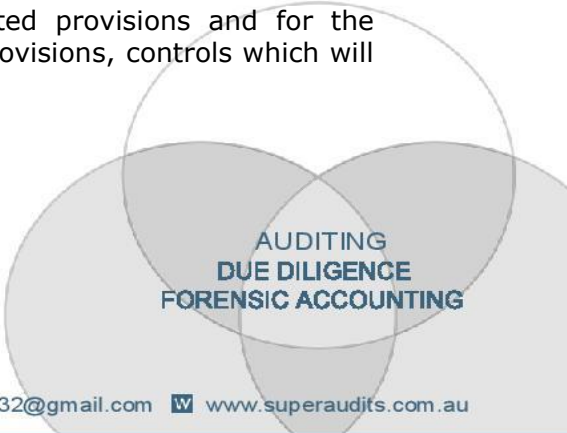 ted provisions and for the
ovisions, controls which will
AUDITING
DUE DILIGENCE
FORENSIC ACCOUNTING
32@gmail.com W www.superaudits.com.au